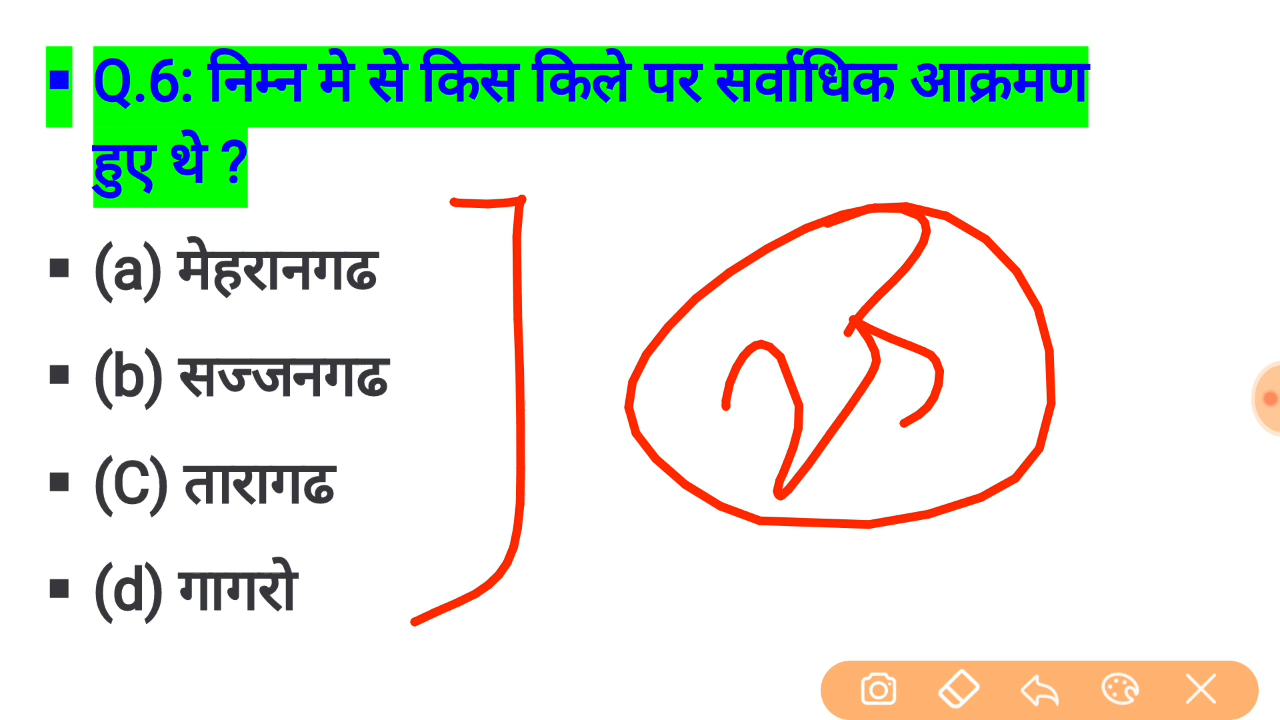 ▪ Q.6: निम्न मे से किस किले पर सर्वाधिक आक्रमण
हुए थे ?
▪ (a) मेहरानगढ
▪ (b) सज्जनगढ
▪ (C) तारागढ
▪ (d) गागरो